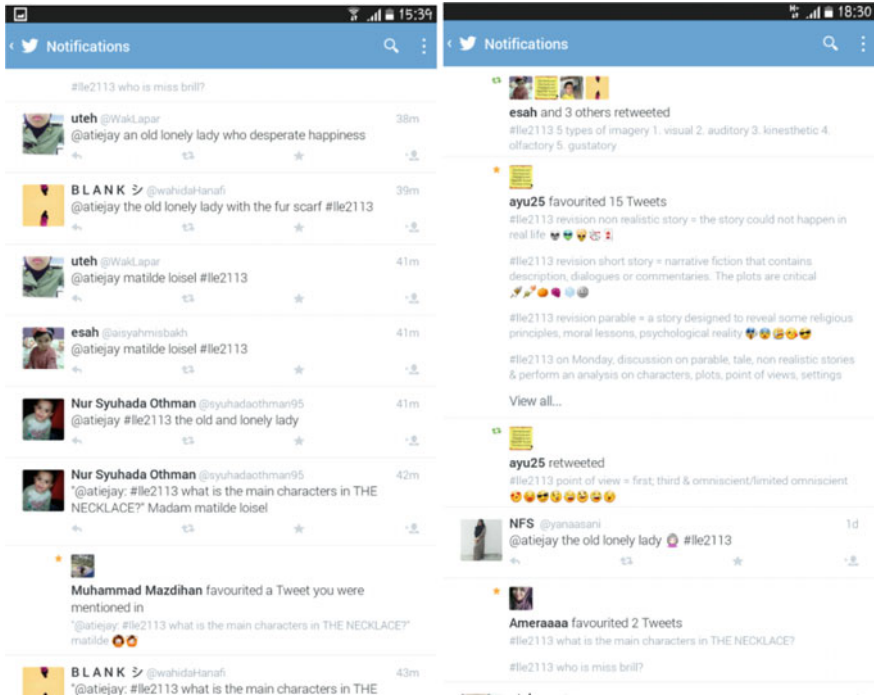 15:39
Notifications
#lle2113 who is miss brill?
uteh @WakLapar 38m
@atiejay an old lonely lady who desperate happiness
B L A N K シ @wahidaHanafi 39m
@atiejay the old lonely lady with the fur scarf #lle2113
uteh @WakLapar 41m
@atiejay matilde loisel #lle2113
esah @aisyahmisbakh 41m
@atiejay matilde loisel #lle2113
Nur Syuhada Othman @syuhadaothman95 41m
@atiejay #lle2113 the old and lonely lady
Nur Syuhada Othman @syuhadaothman95 42m
"@atiejay: #lle2113 what is the main characters in THE
NECKLACE?" Madam matilde loisel
Muhammad Mazdihan favourited a Tweet you were
mentioned in
"@atiejay: #lle2113 what is the main characters in THE NECKLACE?"
matilde
B L A N K シ @wahidaHanafi 43m
"@atiejay: #lle2113 what is the main characters in THE
18:30
Notifications
esah and 3 others retweeted
#lle2113 5 types of imagery 1. visual 2. auditory 3. kinesthetic 4.
olfactory 5. gustatory
ayu25 favourited 15 Tweets
#lle2113 revision non realistic story = the story could not happen in
real life
#lle2113 revision short story = narrative fiction that contains
description, dialogues or commentaries. The plots are critical
#lle2113 revision parable = a story designed to reveal some religious
principles, moral lessons, psychological reality
#lle2113 on Monday, discussion on parable, tale, non realistic stories
& perform an analysis on characters, plots, point of views, settings
View all...
ayu25 retweeted
#lle2113 point of view = first; third & omniscient/limited omniscient
NFS @yanaasani 1d
@atiejay the old lonely lady 👵 #lle2113
Ameraaaa favourited 2 Tweets
#lle2113 what is the main characters in THE NECKLACE?
#lle2113 who is miss brill?